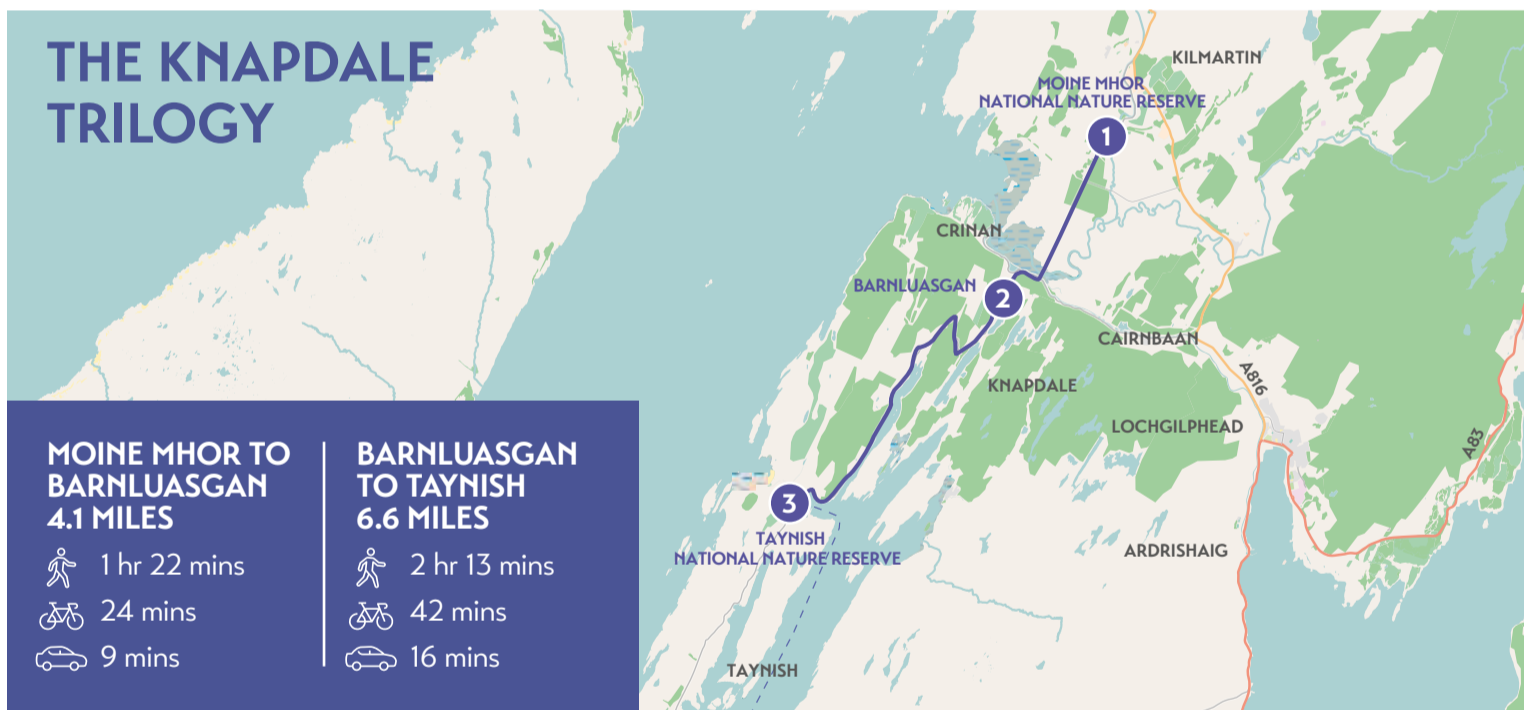 THE KNAPDALE
TRILOGY
KILMARTIN
MOINE MHOR
NATIONAL NATURE RESERVE
1
CRINAN
BARNLUASGAN
2
CAIRNBAAN
KNAPDALE
A816
LOCHGILPHEAD
A83
3
TAYNISH
NATIONAL NATURE RESERVE
ARDRISHAIG
TAYNISH
MOINE MHOR TO
BARNLUASGAN
4.1 MILES
1 hr 22 mins
24 mins
9 mins
BARNLUASGAN
TO TAYNISH
6.6 MILES
2 hr 13 mins
42 mins
16 mins